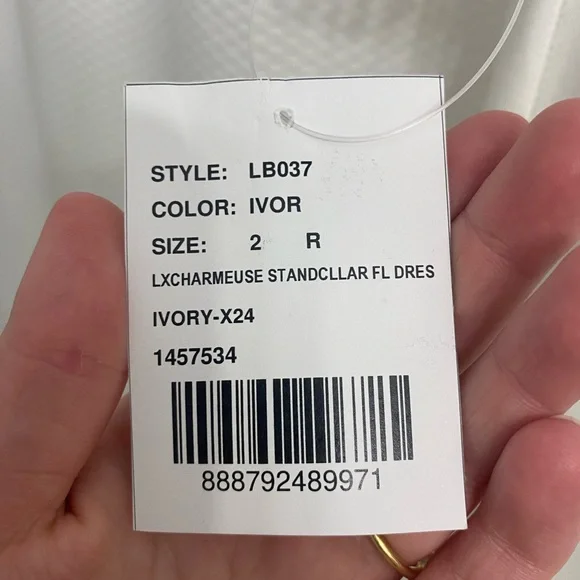 STYLE: LB037
COLOR: IVOR
SIZE: 2 R
LXCHARMEUSE STANDCLLAR FL DRES
IVORY-X24
1457534
888792489971